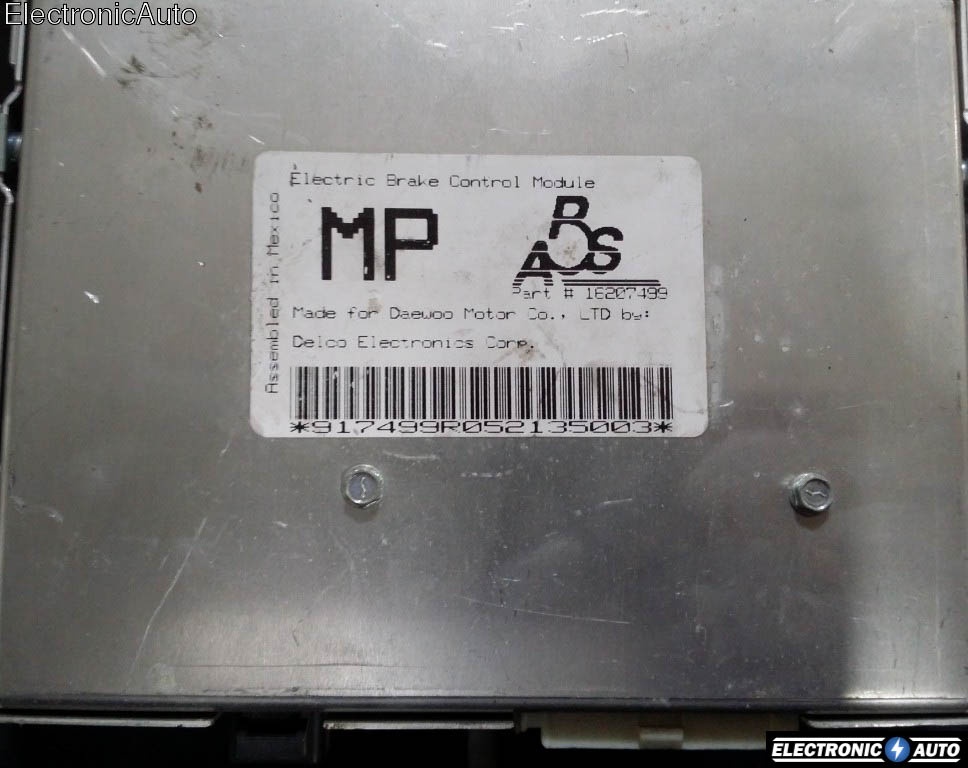 ElectronicAuto
Electric Brake Control Module
Assembled in Mexico
MP
ABS
Part # 16207499
Made for Daewoo Motor Co., LTD by:
Delco Electronics Corp.
*917499R052135003*
ELECTRONIC AUTO